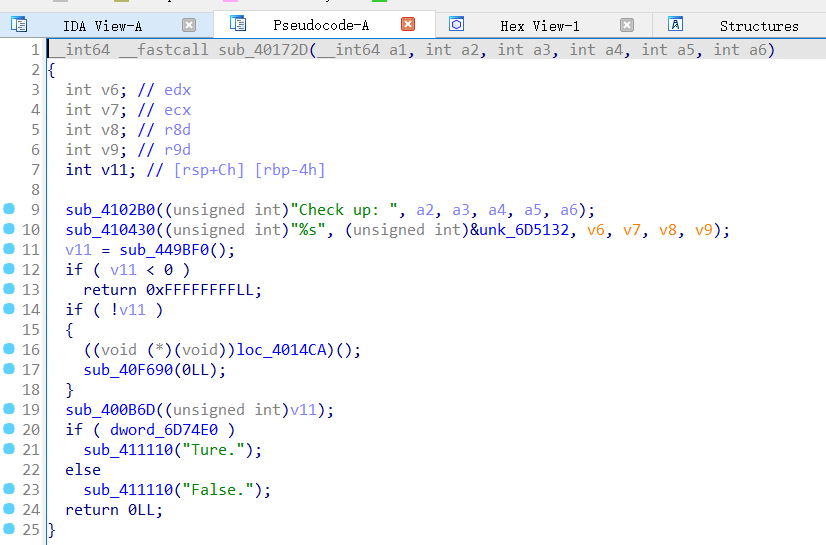 IDA View-A Pseudocode-A Hex View-1 Structures
1 __int64 __fastcall sub_40172D(__int64 a1, int a2, int a3, int a4, int a5, int a6)
2 {
3 int v6; // edx
4 int v7; // ecx
5 int v8; // r8d
6 int v9; // r9d
7 int v11; // [rsp+Ch] [rbp-4h]
8
9 sub_4102B0((unsigned int)"Check up: ", a2, a3, a4, a5, a6);
10 sub_410430((unsigned int)"%s", (unsigned int)&unk_6D5132, v6, v7, v8, v9);
11 v11 = sub_449BF0();
12 if ( v11 < 0 )
13 return 0xFFFFFFFFLL;
14 if ( !v11 )
15 {
16 ((void (*)(void))loc_4014CA)();
17 sub_40F690(0LL);
18 }
19 sub_400B6D((unsigned int)v11);
20 if ( dword_6D74E0 )
21 sub_411110("Ture.");
22 else
23 sub_411110("False.");
24 return 0LL;
25 }